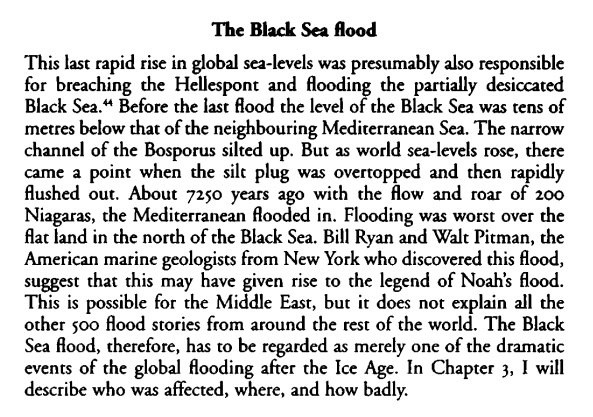 The Black Sea flood
This last rapid rise in global sea-levels was presumably also responsible
for breaching the Hellespont and flooding the partially desiccated
Black Sea.⁴⁴ Before the last flood the level of the Black Sea was tens of
metres below that of the neighbouring Mediterranean Sea. The narrow
channel of the Bosporus silted up. But as world sea-levels rose, there
came a point when the silt plug was overtopped and then rapidly
flushed out. About 7250 years ago with the flow and roar of 200
Niagaras, the Mediterranean flooded in. Flooding was worst over the
flat land in the north of the Black Sea. Bill Ryan and Walt Pitman, the
American marine geologists from New York who discovered this flood,
suggest that this may have given rise to the legend of Noah's flood.
This is possible for the Middle East, but it does not explain all the
other 500 flood stories from around the rest of the world. The Black
Sea flood, therefore, has to be regarded as merely one of the dramatic
events of the global flooding after the Ice Age. In Chapter 3, I will
describe who was affected, where, and how badly.